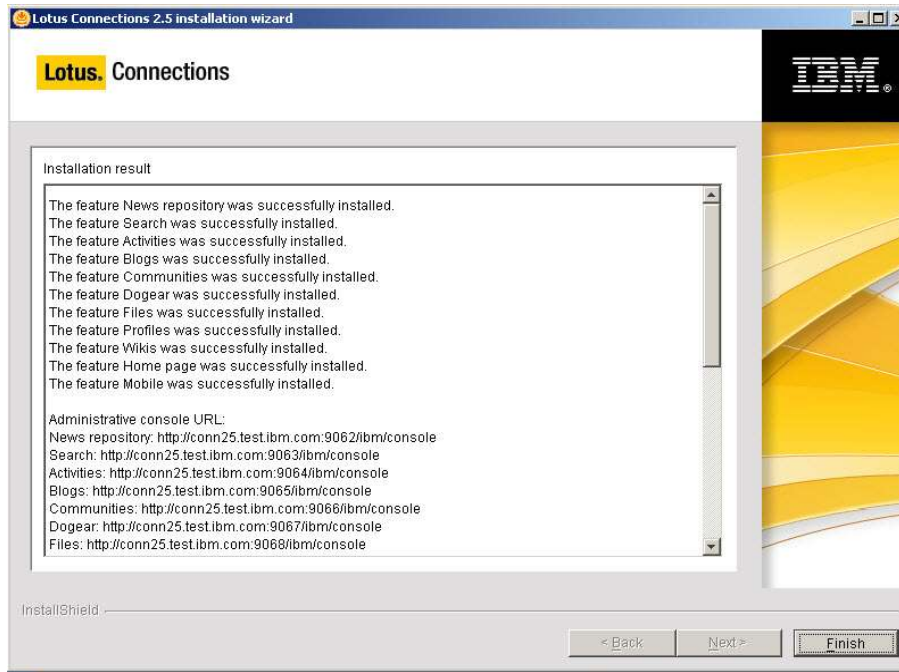 Lotus Connections 2.5 installation wizard
Lotus. Connections
IBM®
Installation result
The feature News repository was successfully installed.
The feature Search was successfully installed.
The feature Activities was successfully installed.
The feature Blogs was successfully installed.
The feature Communities was successfully installed.
The feature Dogear was successfully installed.
The feature Files was successfully installed.
The feature Profiles was successfully installed.
The feature Wikis was successfully installed.
The feature Home page was successfully installed.
The feature Mobile was successfully installed.
Administrative console URL:
News repository: http://conn25.test.ibm.com:9062/ibm/console
Search: http://conn25.test.ibm.com:9063/ibm/console
Activities: http://conn25.test.ibm.com:9064/ibm/console
Blogs: http://conn25.test.ibm.com:9065/ibm/console
Communities: http://conn25.test.ibm.com:9066/ibm/console
Dogear: http://conn25.test.ibm.com:9067/ibm/console
Files: http://conn25.test.ibm.com:9068/ibm/console
InstallShield
< Back Next > Finish